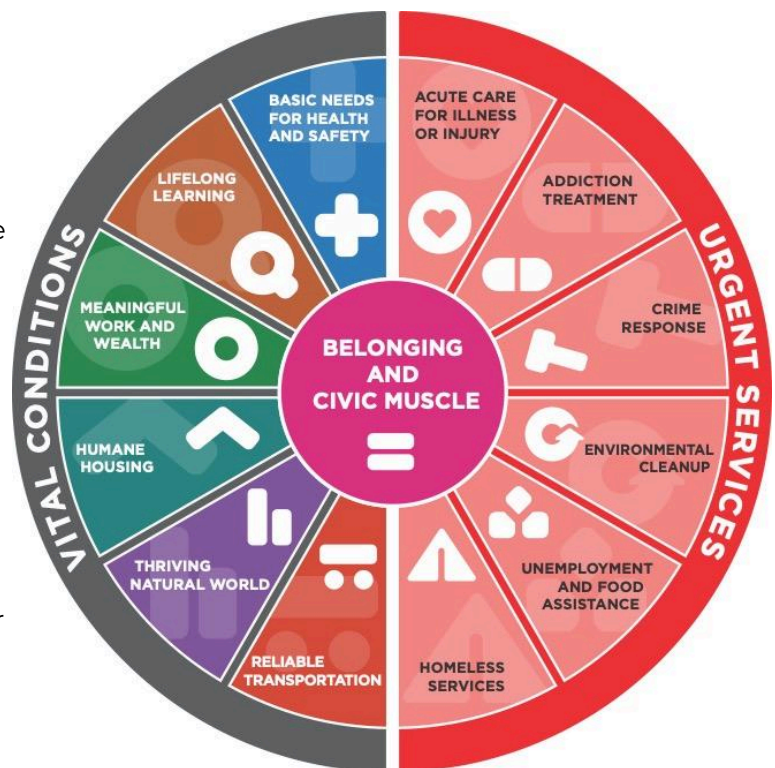 BASIC NEEDS
FOR HEALTH
AND SAFETY
LIFELONG
LEARNING
MEANINGFUL
WORK AND
WEALTH
HUMANE
HOUSING
THRIVING
NATURAL WORLD
RELIABLE
TRANSPORTATION
VITAL CONDITIONS
BELONGING
AND
CIVIC MUSCLE
ACUTE CARE
FOR ILLNESS
OR INJURY
ADDICTION
TREATMENT
CRIME
RESPONSE
ENVIRONMENTAL
CLEANUP
UNEMPLOYMENT
AND FOOD
ASSISTANCE
HOMELESS
SERVICES
URGENT SERVICES
e
r